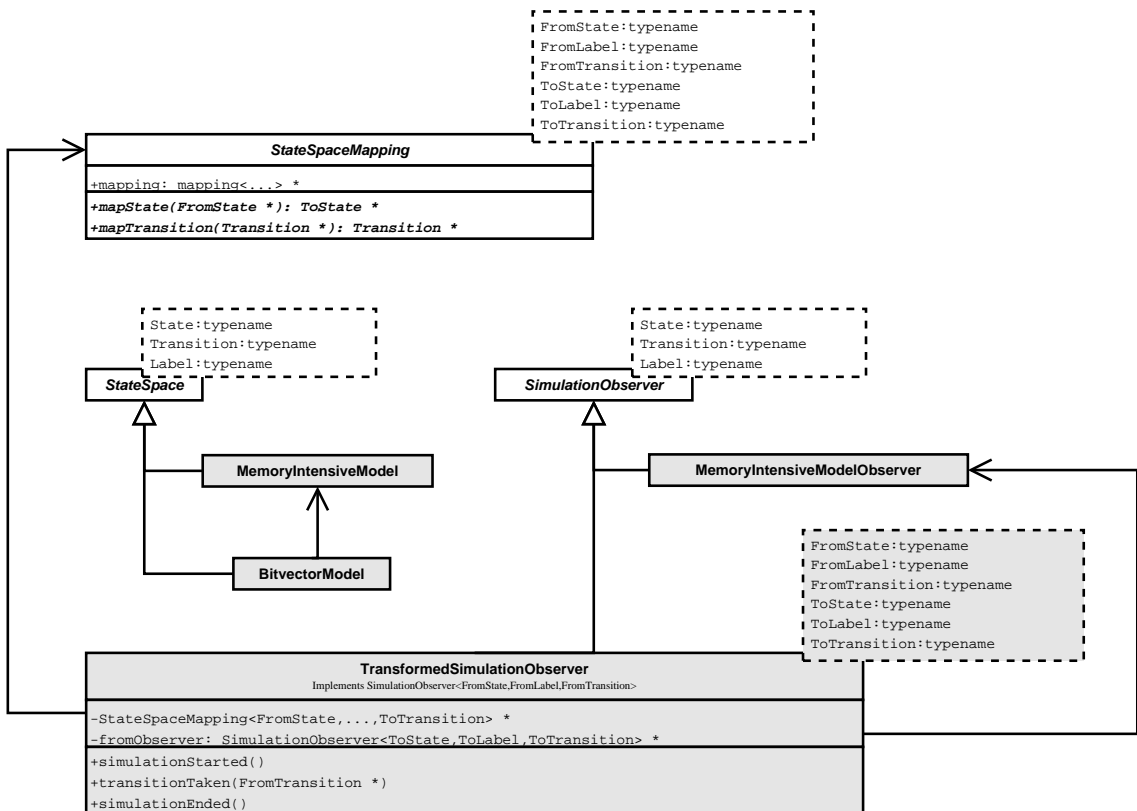 FromState:typename
FromLabel:typename
FromTransition:typename
ToState:typename
ToLabel:typename
ToTransition:typename
StateSpaceMapping
+mapping: mapping<...> *
+mapState(FromState *): ToState *
+mapTransition(Transition *): Transition *
State:typename
Transition:typename
Label:typename
StateSpace
State:typename
Transition:typename
Label:typename
SimulationObserver
MemoryIntensiveModel
MemoryIntensiveModelObserver
BitvectorModel
FromState:typename
FromLabel:typename
FromTransition:typename
ToState:typename
ToLabel:typename
ToTransition:typename
TransformedSimulationObserver
Implements SimulationObserver<FromState,FromLabel,FromTransition>
-StateSpaceMapping<FromState,...,ToTransition> *
-fromObserver: SimulationObserver<ToState,ToLabel,ToTransition> *
+simulationStarted()
+transitionTaken(FromTransition *)
+simulationEnded()